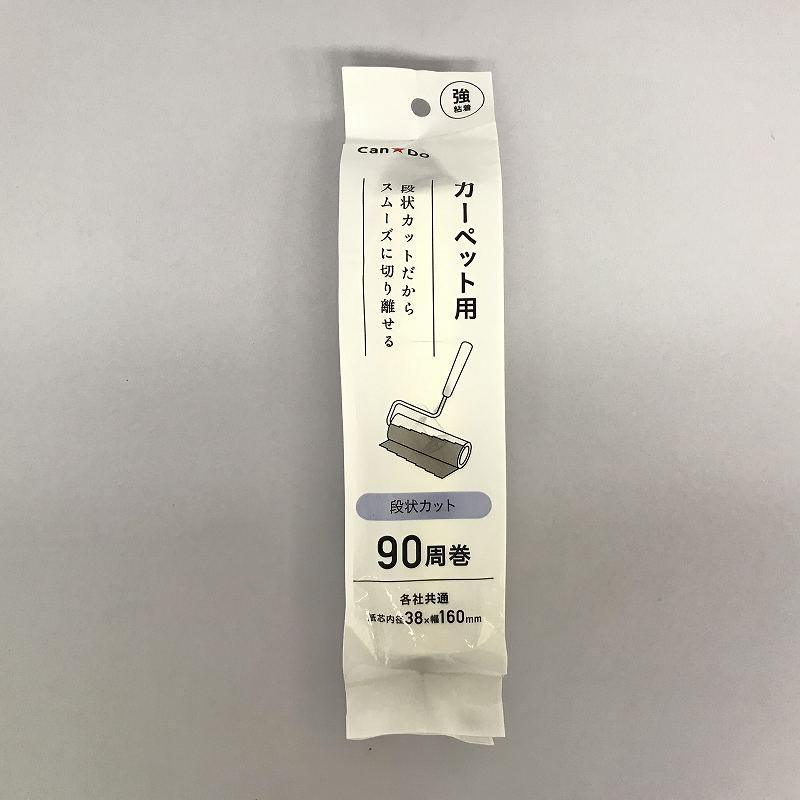 強
粘着
Can★Do
カーペット用
段状カットだから
スムーズに切り離せる
段状カット
90周巻
各社共通
紙芯内径38×幅160mm